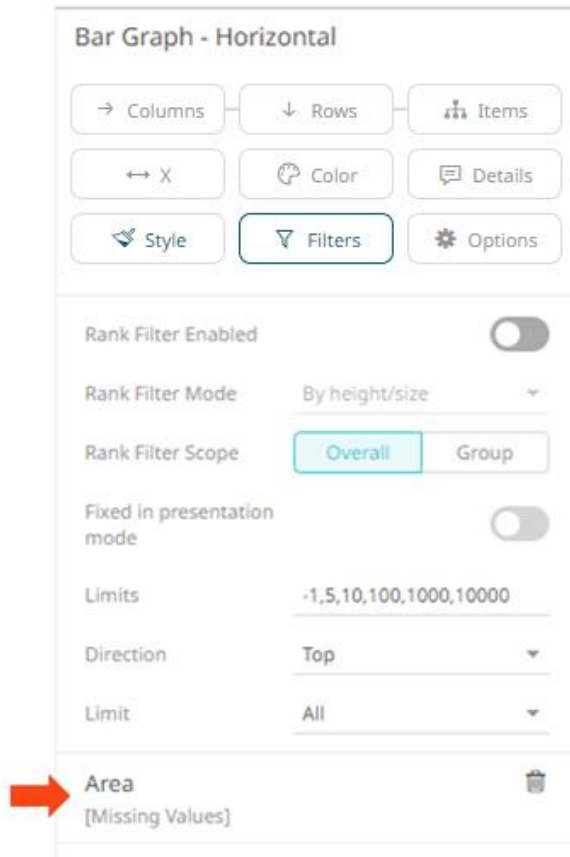 Bar Graph - Horizontal
Columns Rows Items
X Color Details
Style Filters Options
Rank Filter Enabled
Rank Filter Mode By height/size
Rank Filter Scope Overall Group
Fixed in presentation
mode
Limits -1,5,10,100,1000,10000
Direction Top
Limit All
Area
[Missing Values]